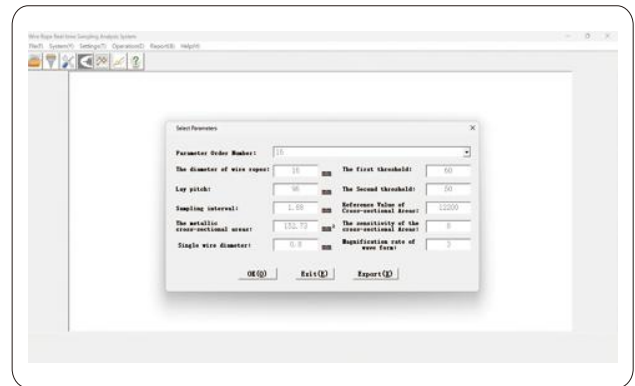 Wire Rope Real-time Sampling Analysis System
File(F) System(Y) Settings(T) Operation(O) Report(R) Help(H)
Select Parameters
Parameter Order Number: 16
The diameter of wire ropes: 16 mm The first threshold: 60
Lay pitch: 96 mm The Second threshold: 50
Sampling interval: 1.69 mm Reference Value of Cross-sectional Areas: 12200
The metallic cross-sectional areas: 132.73 mm² The sensitivity of the cross-sectional Areas: 8
Single wire diameter: 0.8 mm Magnification rate of wave form: 3
OK(O) Exit(E) Export(E)